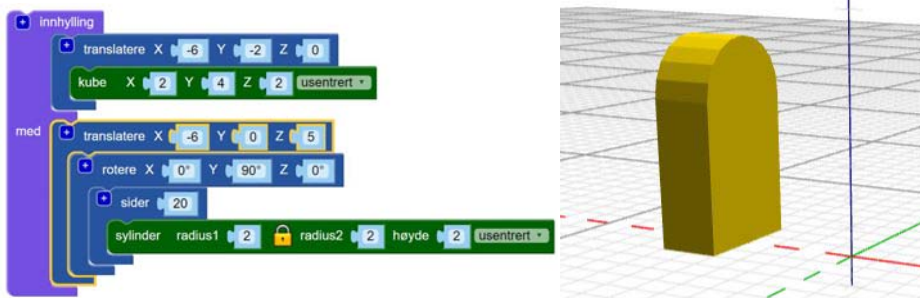 innhylling
translatere X -6 Y -2 Z 0
kube X 2 Y 4 Z 2 usentrert
med
translatere X -6 Y 0 Z 5
rotere X 0° Y 90° Z 0°
sider 20
sylinder radius1 2 radius2 2 høyde 2 usentrert